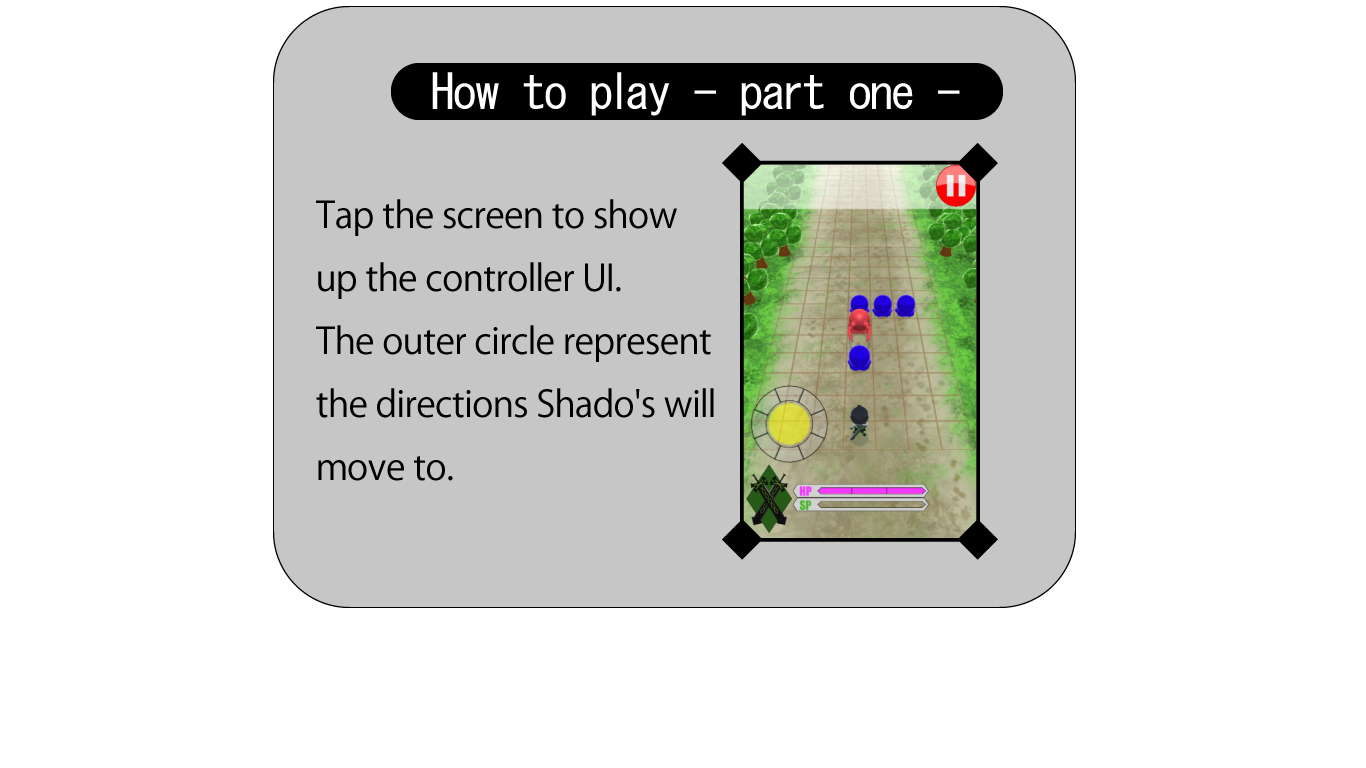 How to play - part one -
Tap the screen to show
up the controller UI.
The outer circle represent
the directions Shado's will
move to.
HP
SP